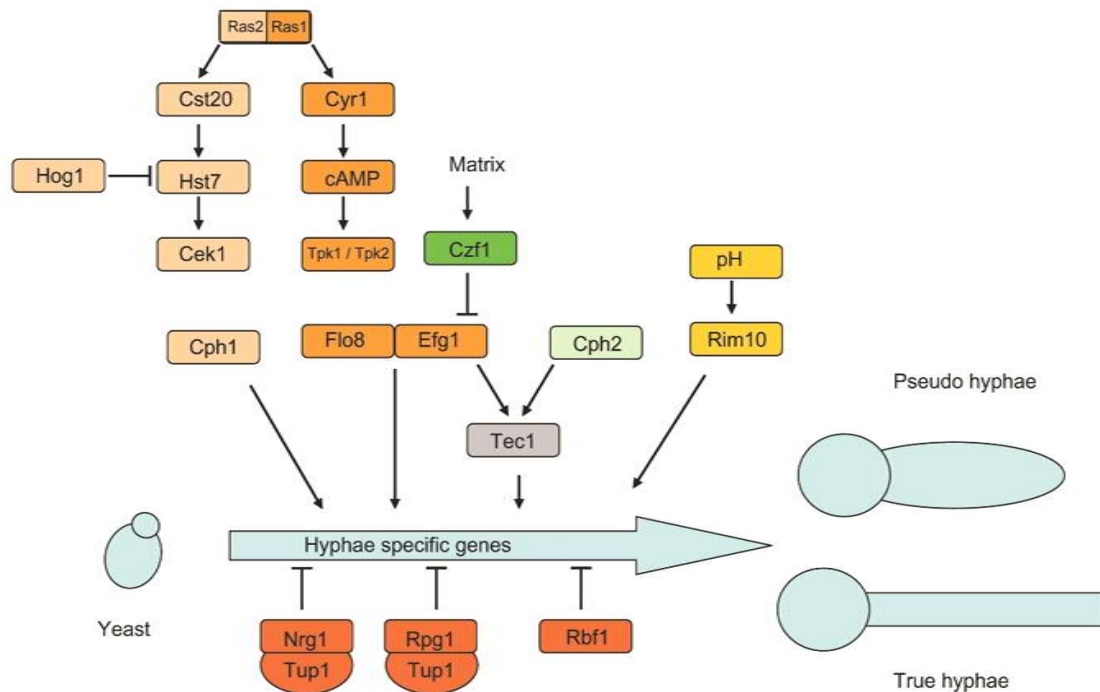 Ras2 Ras1
Cst20
Cyr1
Hog1
Hst7
cAMP
Matrix
Cek1
Tpk1 / Tpk2
Czf1
pH
Cph1
Flo8
Efg1
Cph2
Rim10
Pseudo hyphae
Tec1
Hyphae specific genes
Yeast
Nrg1
Tup1
Rpg1
Tup1
Rbf1
True hyphae